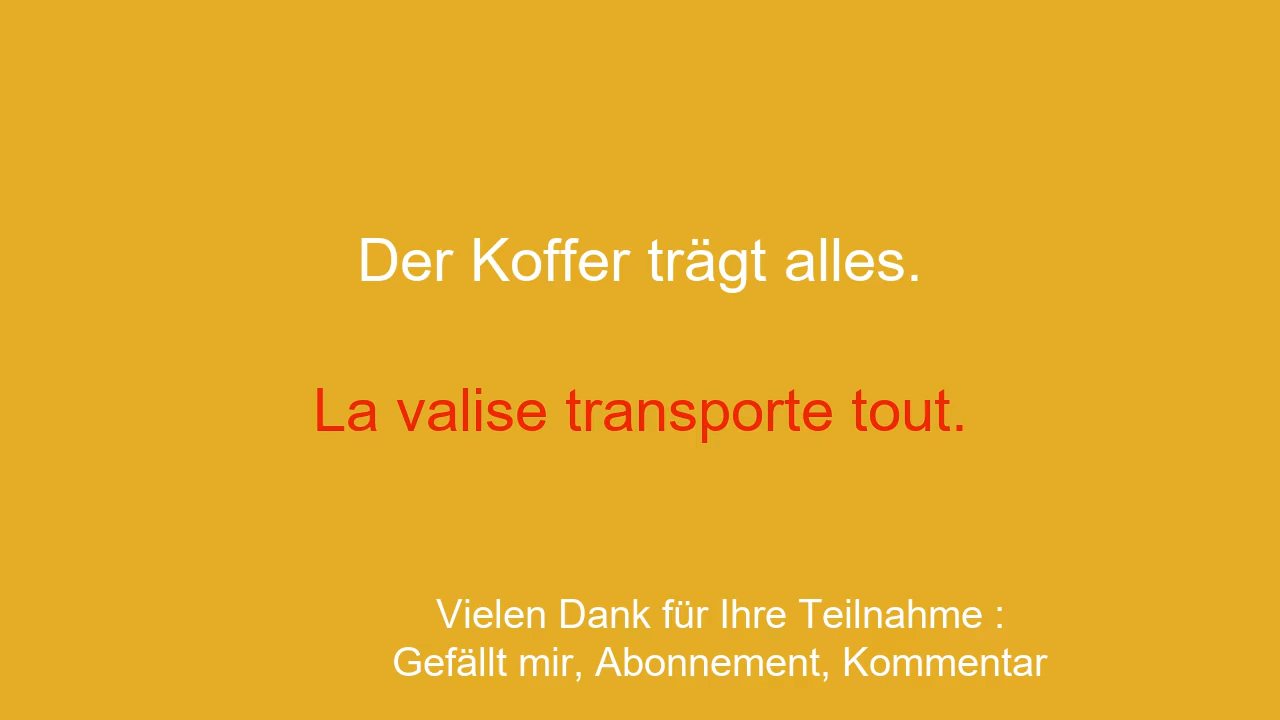 Der Koffer trägt alles.
La valise transporte tout.
Vielen Dank für Ihre Teilnahme :
Gefällt mir, Abonnement, Kommentar